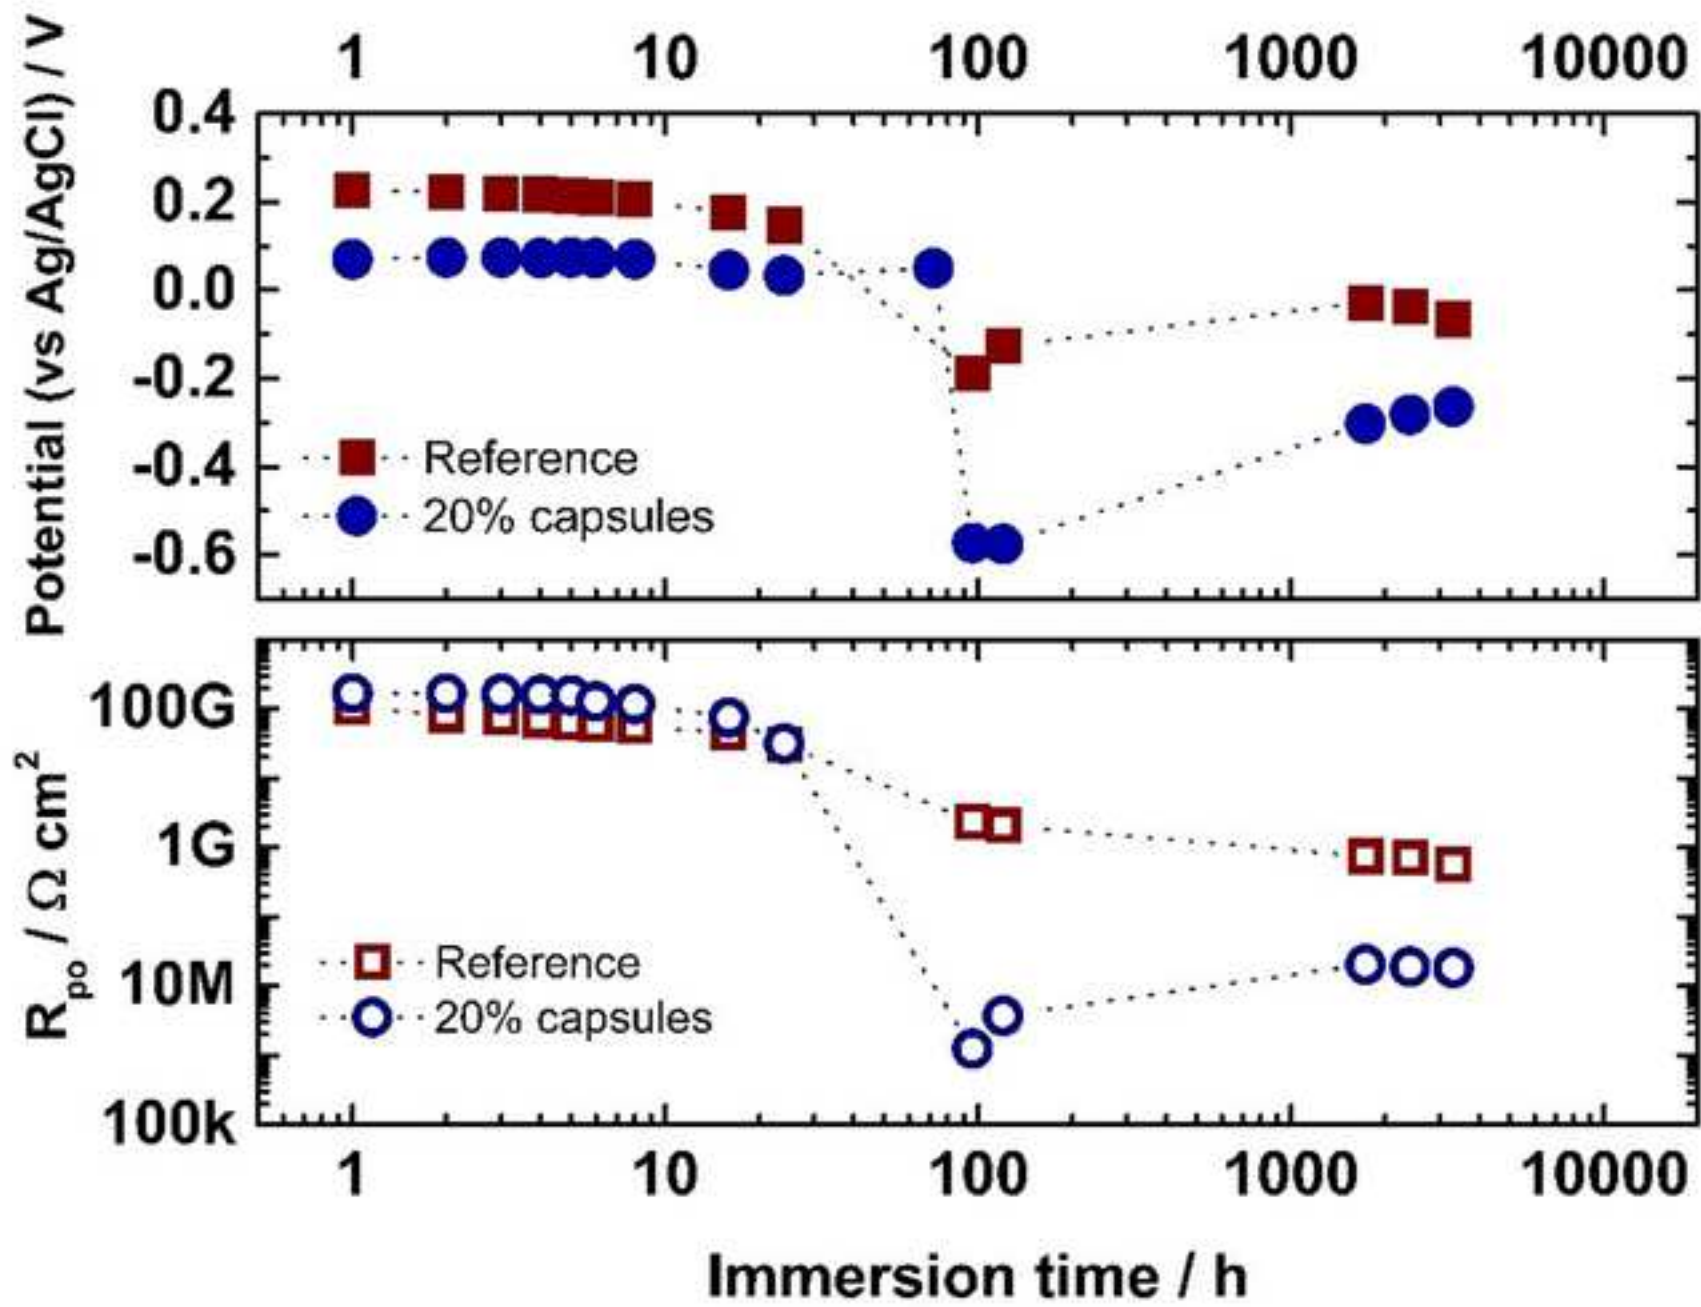 1 10 100 1000 10000
Potential (vs Ag/AgCl) / V
0.4
0.2
0.0
-0.2
-0.4
-0.6
Reference
20% capsules
R_po / Ω cm²
100G
1G
10M
100k
Reference
20% capsules
1 10 100 1000 10000
Immersion time / h